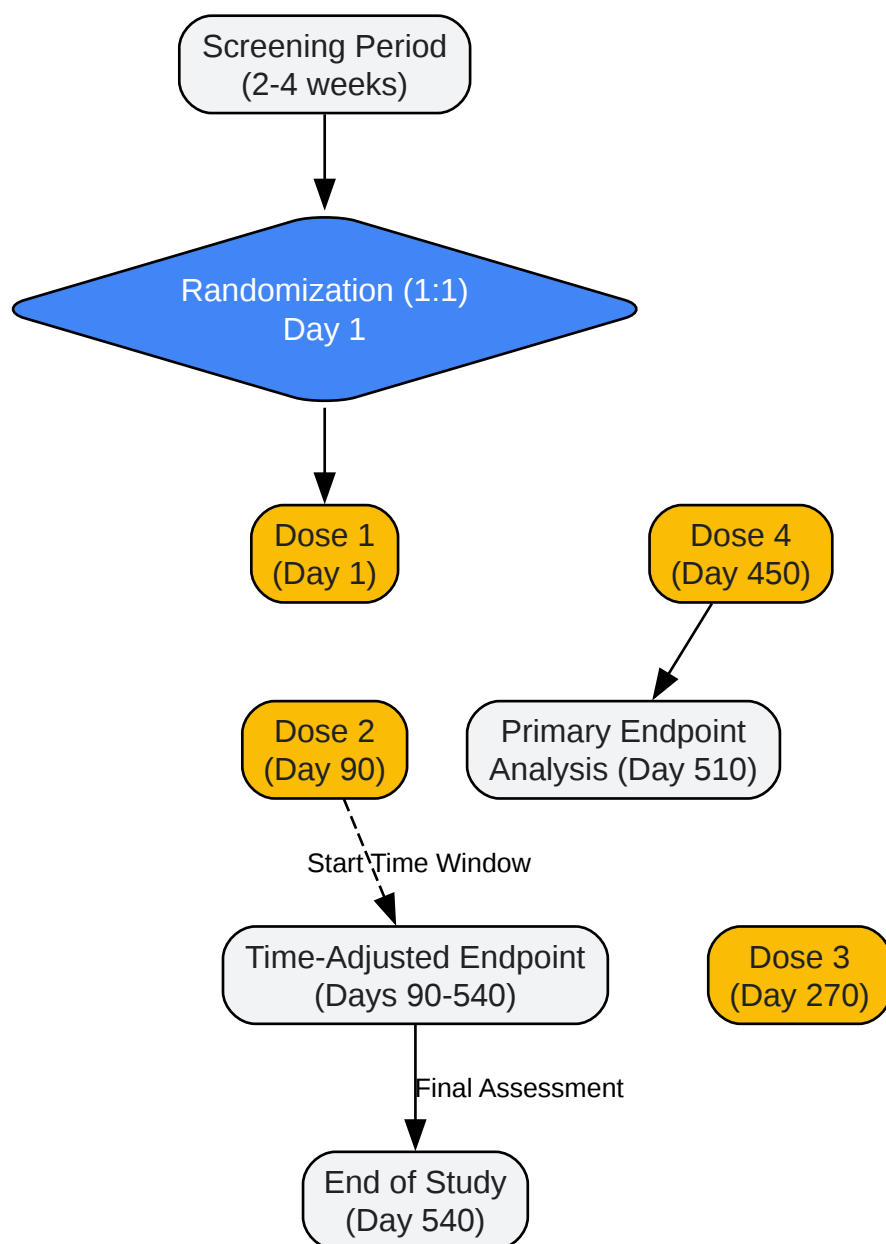 Screening Period
(2-4 weeks)
Randomization (1:1)
Day 1
Dose 1
(Day 1)
Dose 4
(Day 450)
Dose 2
(Day 90)
Primary Endpoint
Analysis (Day 510)
Start Time Window
Time-Adjusted Endpoint
(Days 90-540)
Dose 3
(Day 270)
Final Assessment
End of Study
(Day 540)